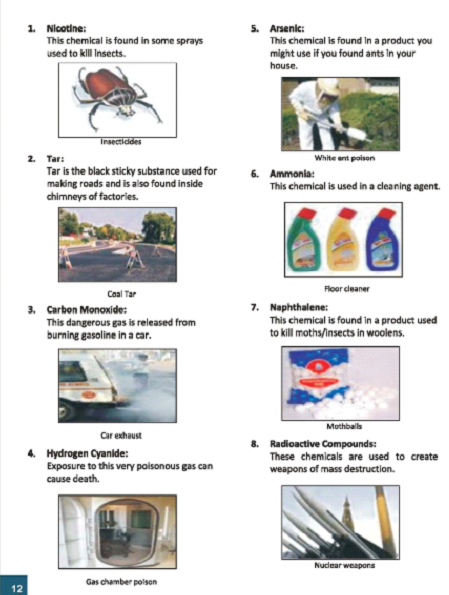 1. Nicotine:
This chemical is found in some sprays
used to kill insects.
Insecticides
2. Tar:
Tar is the black sticky substance used for
making roads and is also found inside
chimneys of factories.
Coal Tar
3. Carbon Monoxide:
This dangerous gas is released from
burning gasoline in a car.
Car exhaust
4. Hydrogen Cyanide:
Exposure to this very poisonous gas can
cause death.
Gas chamber poison
12
5. Arsenic:
This chemical is found in a product you
might use if you found ants in your
house.
White ant poison
6. Ammonia:
This chemical is used in a cleaning agent.
Floor cleaner
7. Naphthalene:
This chemical is found in a product used
to kill moths/insects in woolens.
Mothballs
8. Radioactive Compounds:
These chemicals are used to create
weapons of mass destruction.
Nuclear weapons